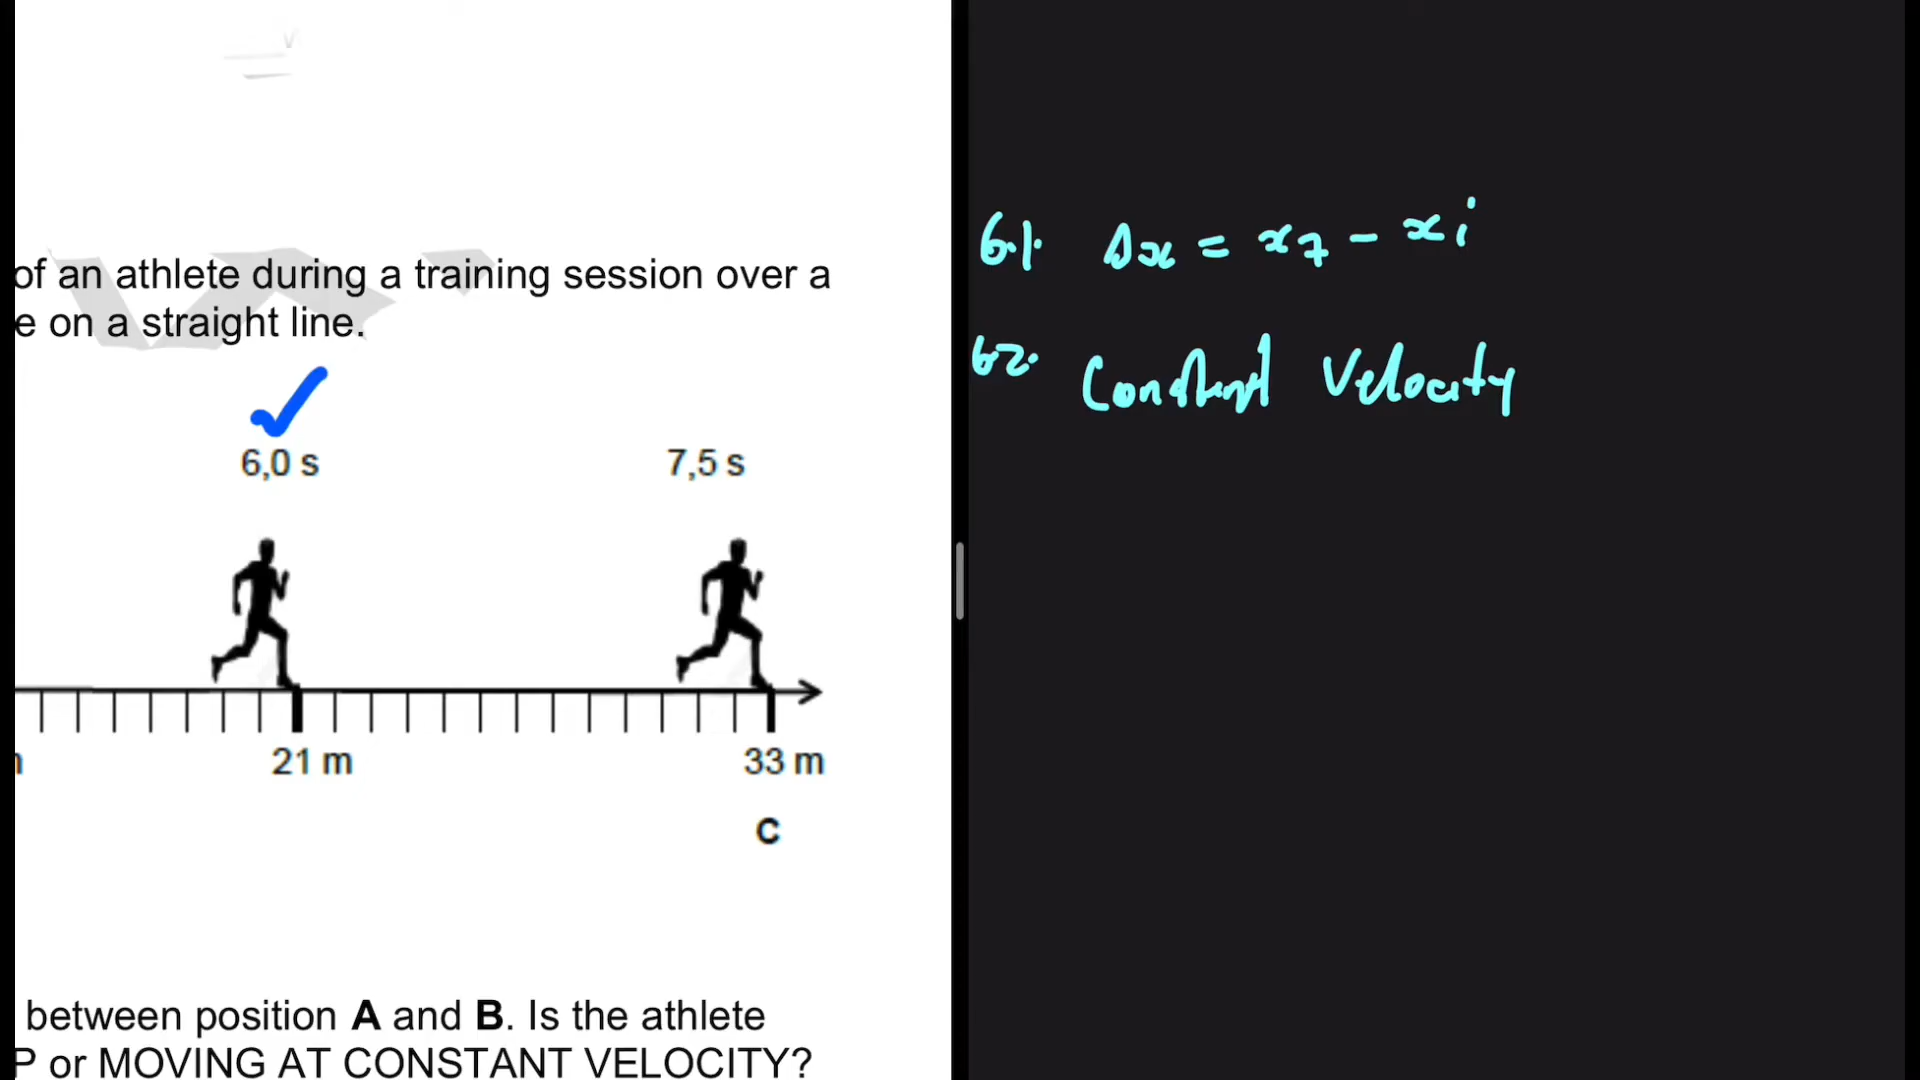 of an athlete during a training session over a
e on a straight line.
6,0 s
7,5 s
21 m
33 m
C
between position A and B. Is the athlete
P or MOVING AT CONSTANT VELOCITY?
6.1. Δx = xf - xi
6.2. Constant Velocity